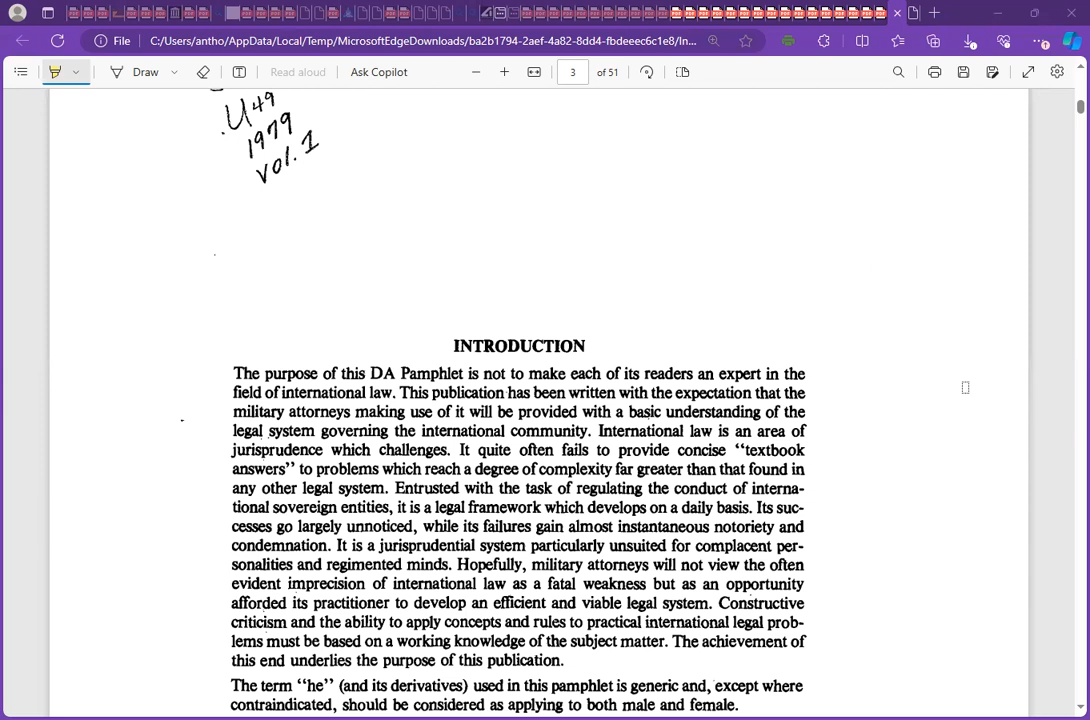 File
C:/Users/antho/AppData/Local/Temp/MicrosoftEdgeDownloads/ba2b1794-2aef-4a82-8dd4-fbdeeec6c1e8/In...
Draw
Read aloud
Ask Copilot
3 of 51
.U49
1979
vol. 1
INTRODUCTION
The purpose of this DA Pamphlet is not to make each of its readers an expert in the
field of international law. This publication has been written with the expectation that the
military attorneys making use of it will be provided with a basic understanding of the
legal system governing the international community. International law is an area of
jurisprudence which challenges. It quite often fails to provide concise “textbook
answers” to problems which reach a degree of complexity far greater than that found in
any other legal system. Entrusted with the task of regulating the conduct of interna-
tional sovereign entities, it is a legal framework which develops on a daily basis. Its suc-
cesses go largely unnoticed, while its failures gain almost instantaneous notoriety and
condemnation. It is a jurisprudential system particularly unsuited for complacent per-
sonalities and regimented minds. Hopefully, military attorneys will not view the often
evident imprecision of international law as a fatal weakness but as an opportunity
afforded its practitioner to develop an efficient and viable legal system. Constructive
criticism and the ability to apply concepts and rules to practical international legal prob-
lems must be based on a working knowledge of the subject matter. The achievement of
this end underlies the purpose of this publication.
The term “he” (and its derivatives) used in this pamphlet is generic and, except where
contraindicated, should be considered as applying to both male and female.